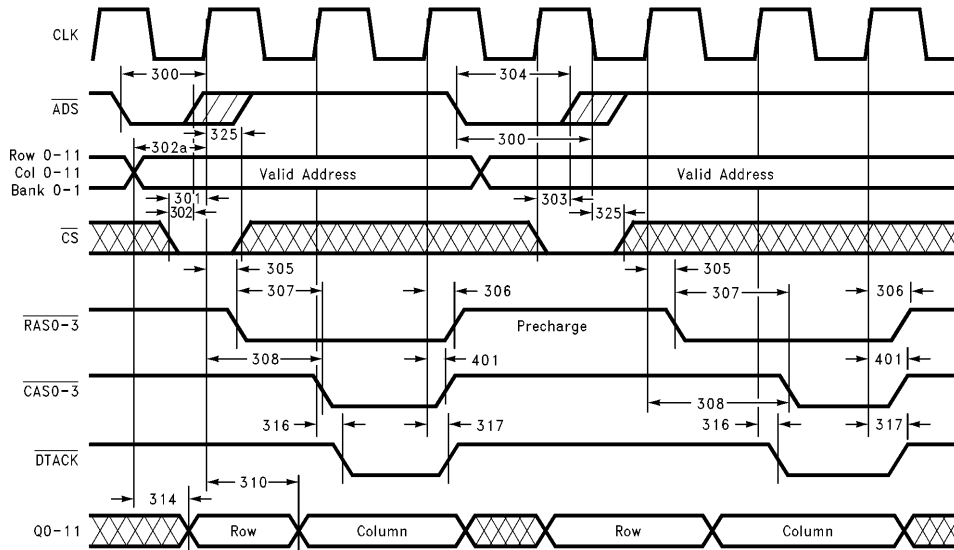 CLK
300
304
ADS
325
300
302a
Row 0-11
Col 0-11
Bank 0-1
Valid Address
Valid Address
301
302
303
325
CS
305
305
307
306
307
306
RAS0-3
Precharge
308
401
401
CAS0-3
308
316
317
316
317
DTACK
310
314
Q0-11
Row
Column
Row
Column